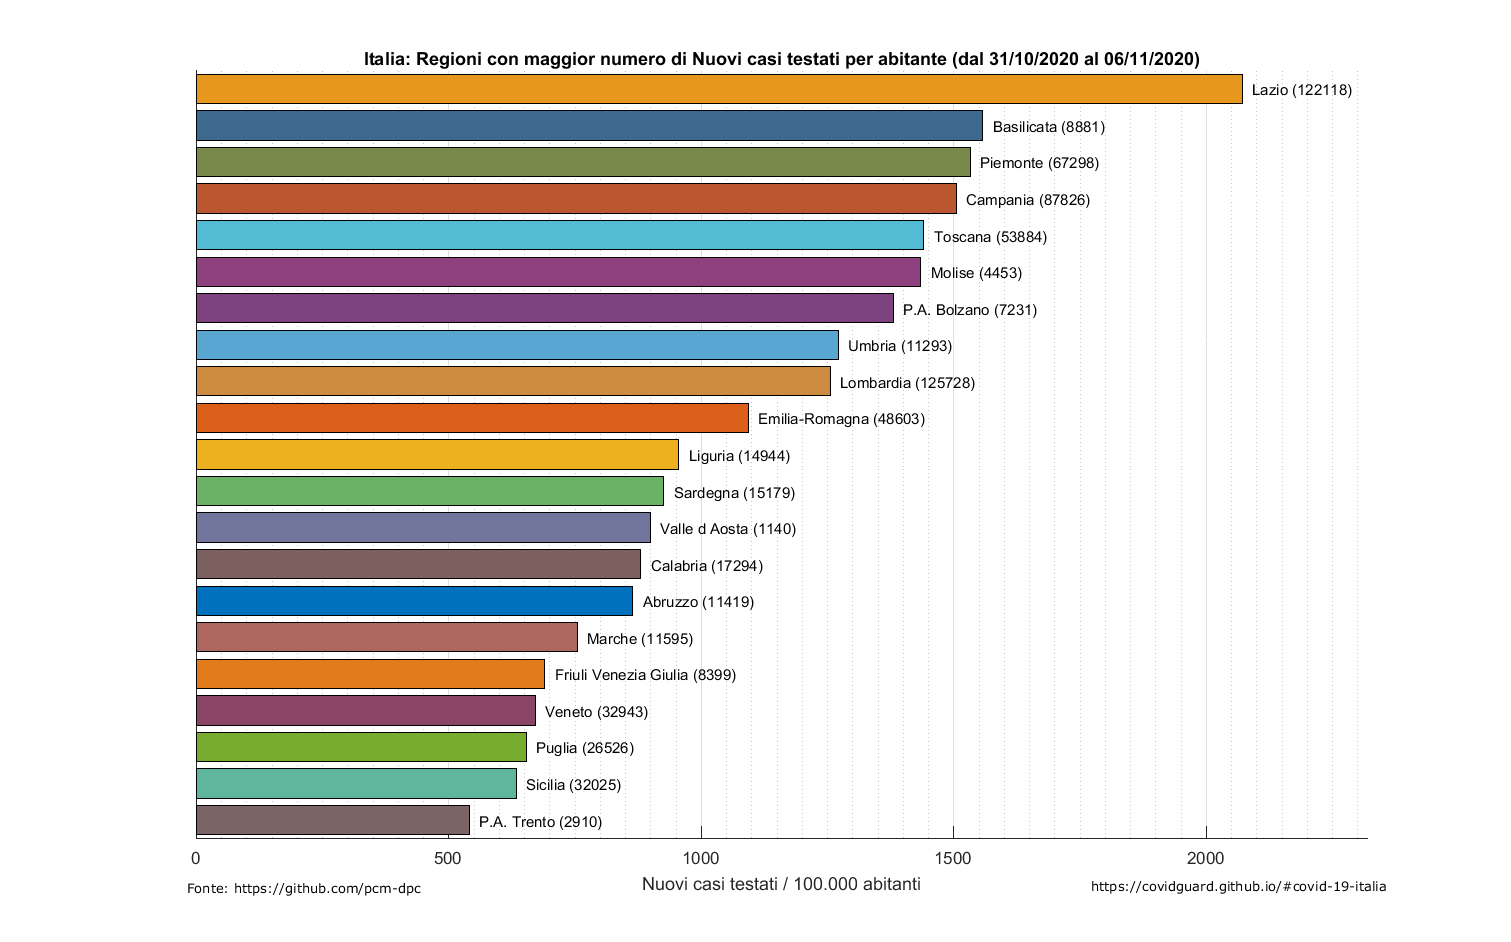 Italia: Regioni con maggior numero di Nuovi casi testati per abitante (dal 31/10/2020 al 06/11/2020)
Lazio (122118)
Basilicata (8881)
Piemonte (67298)
Campania (87826)
Toscana (53884)
Molise (4453)
P.A. Bolzano (7231)
Umbria (11293)
Lombardia (125728)
Emilia-Romagna (48603)
Liguria (14944)
Sardegna (15179)
Valle d Aosta (1140)
Calabria (17294)
Abruzzo (11419)
Marche (11595)
Friuli Venezia Giulia (8399)
Veneto (32943)
Puglia (26526)
Sicilia (32025)
P.A. Trento (2910)
0 500 1000 1500 2000
Nuovi casi testati / 100.000 abitanti
Fonte: https://github.com/pcm-dpc
https://covidguard.github.io/#covid-19-italia